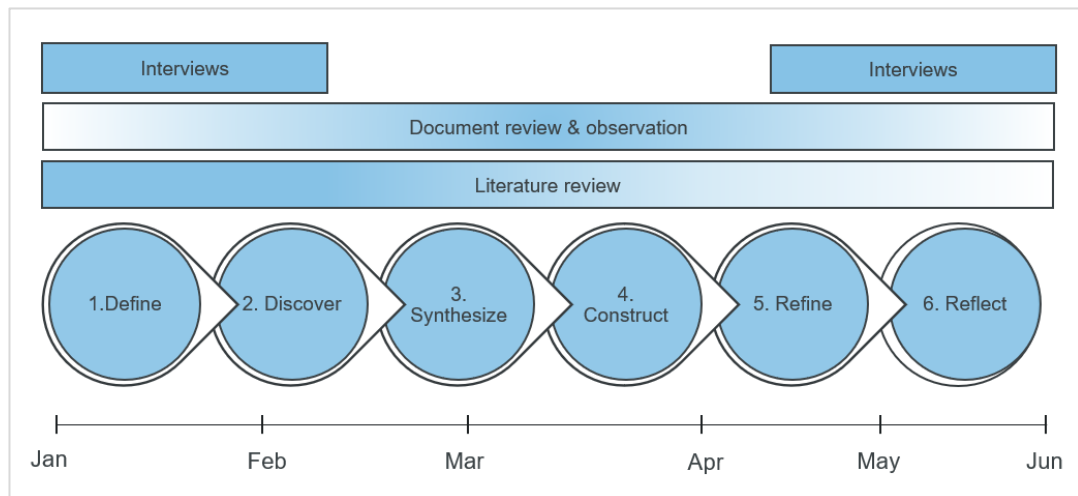 Interviews
Interviews
Document review & observation
Literature review
1.Define
2. Discover
3.
Synthesize
4.
Construct
5. Refine
6. Reflect
Jan
Feb
Mar
Apr
May
Jun